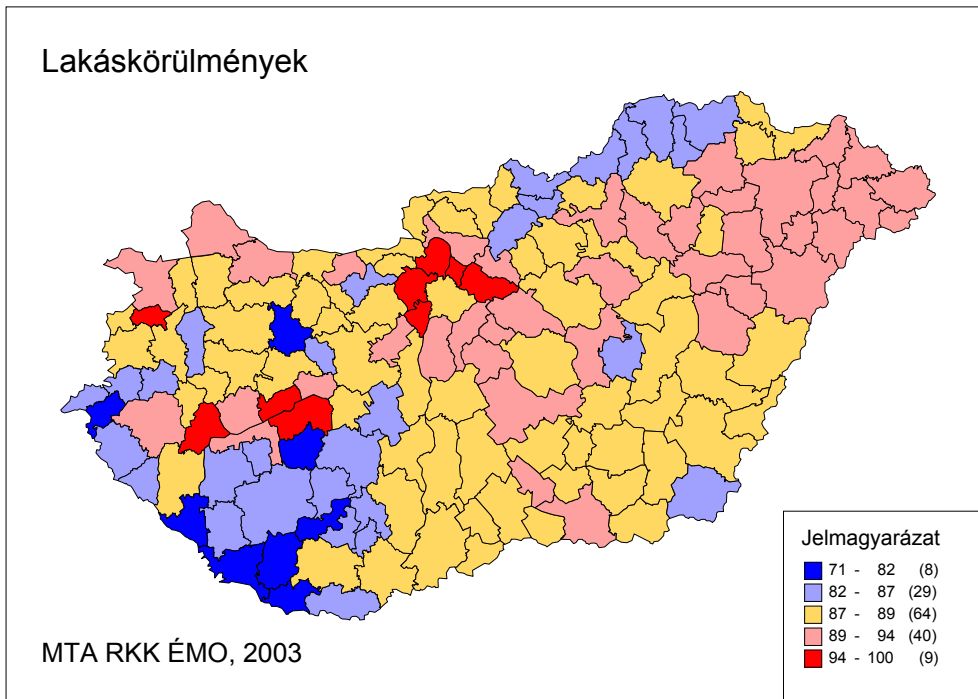 Lakáskörülmények
MTA RKK ÉMO, 2003
Jelmagyarázat
71 - 82 (8)
82 - 87 (29)
87 - 89 (64)
89 - 94 (40)
94 - 100 (9)